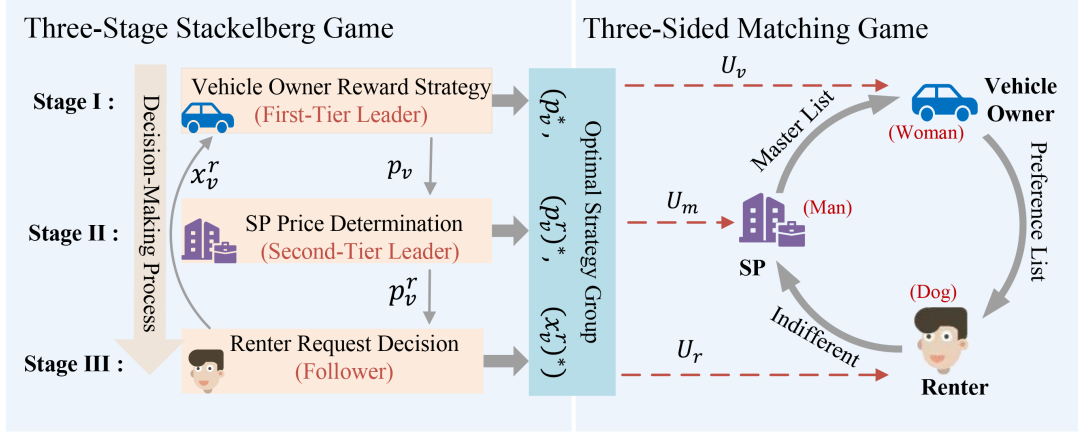 Three-Stage Stackelberg Game
Stage I :
Stage II :
Stage III :
Decision-Making Process
Vehicle Owner Reward Strategy
(First-Tier Leader)
x_v^r
p_v
SP Price Determination
(Second-Tier Leader)
p_v^r
Renter Request Decision
(Follower)
(p_v^*, (p_v^r)^*, (x_v^r)^*)
Optimal Strategy Group
Three-Sided Matching Game
U_v
U_m
U_r
Master List
Vehicle
Owner
(Woman)
Preference List
(Man)
SP
(Dog)
Indifferent
Renter